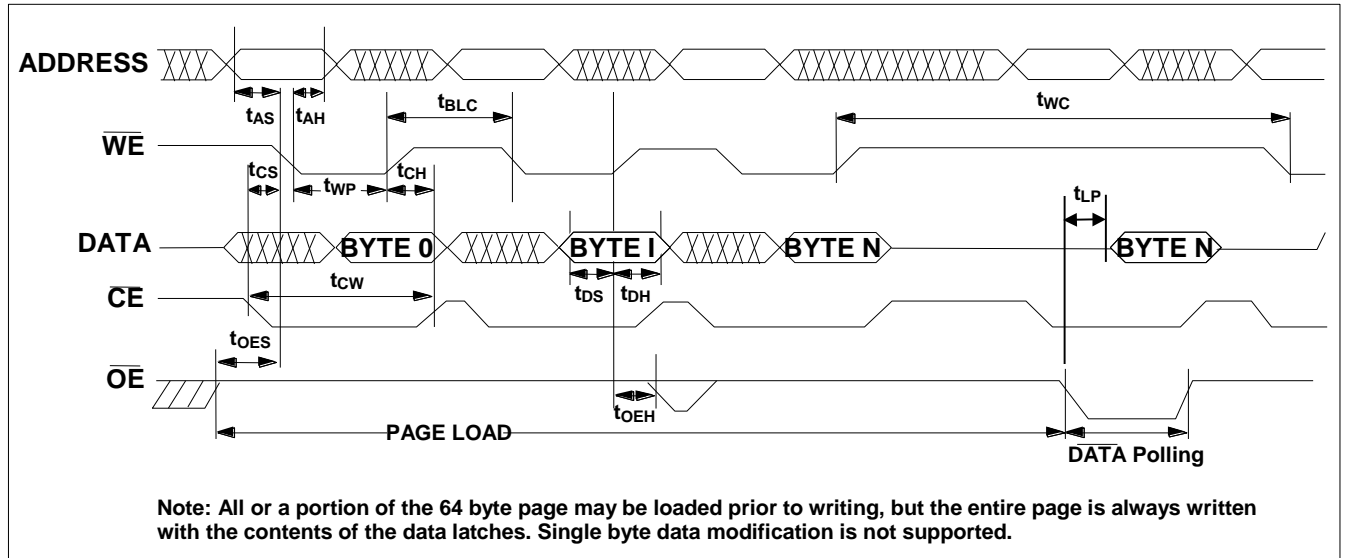 ADDRESS
tAS
tAH
tBLC
tWC
WE
tCS
tWP
tCH
tLP
DATA
BYTE 0
BYTE I
BYTE N
BYTE N
tCW
tDS
tDH
CE
tOES
OE
tOEH
PAGE LOAD
DATA Polling
Note: All or a portion of the 64 byte page may be loaded prior to writing, but the entire page is always written
with the contents of the data latches. Single byte data modification is not supported.